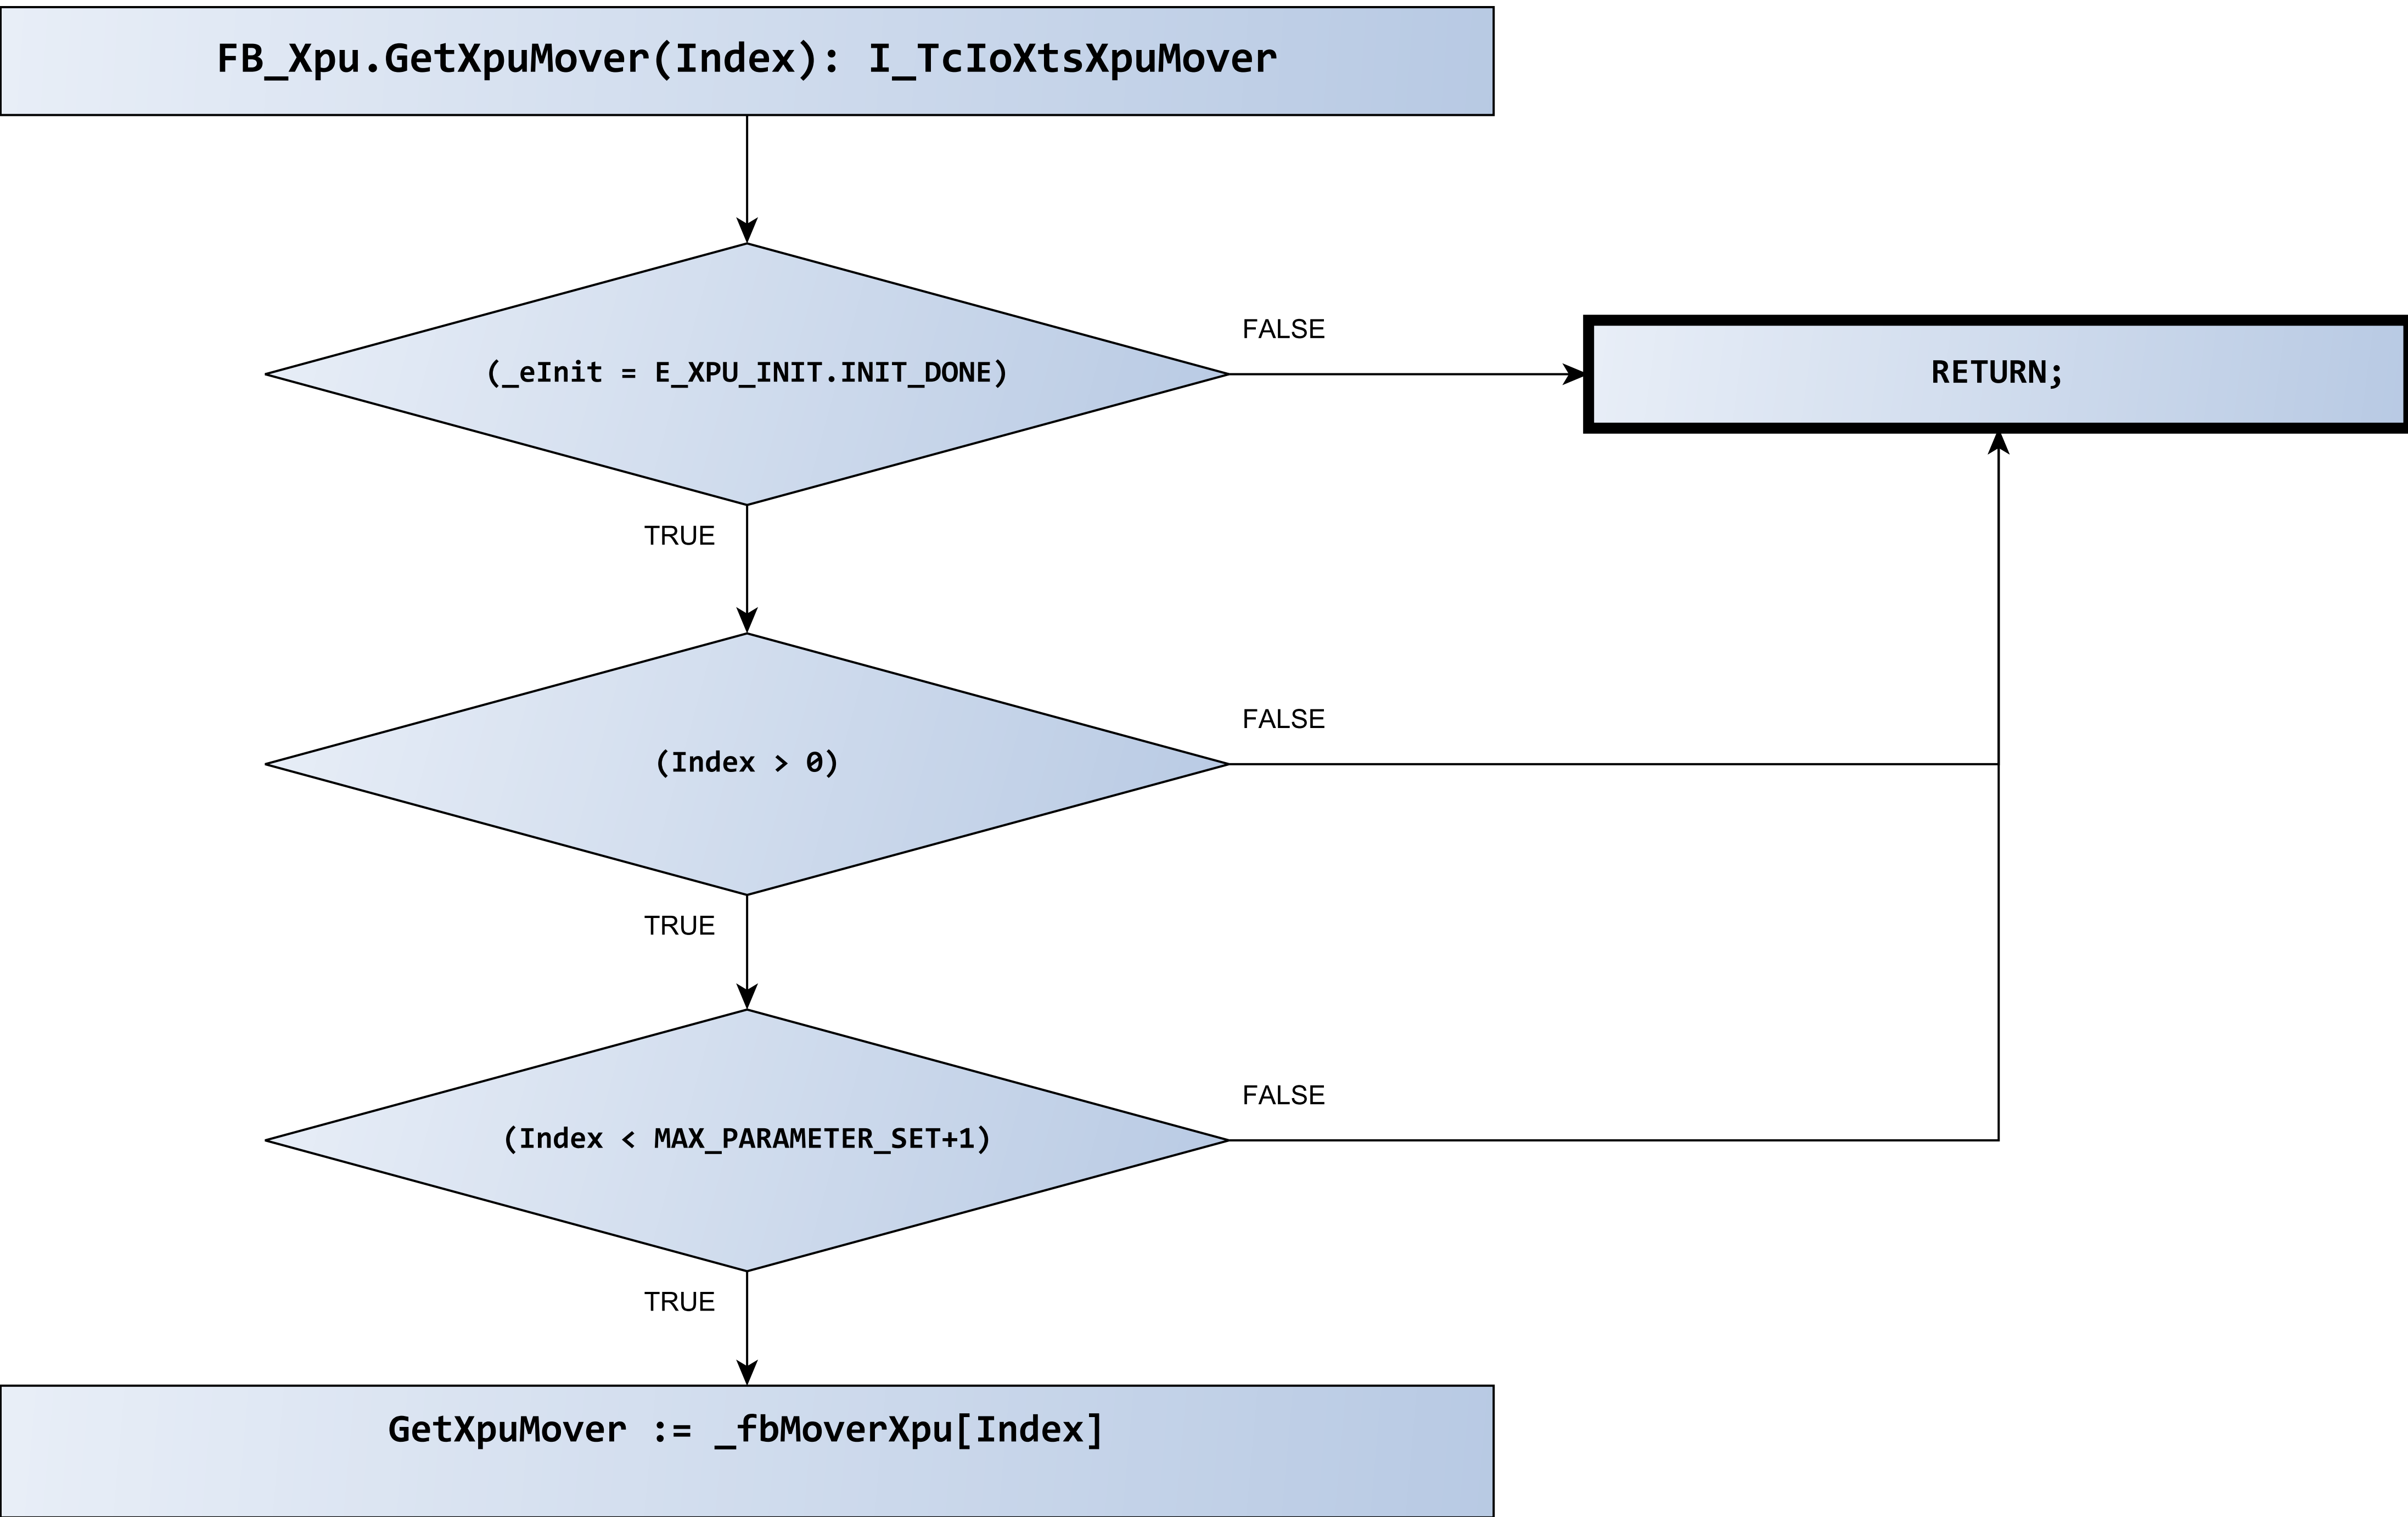 FB_Xpu.GetXpuMover(Index): I_TcIoXtsXpuMover
(_eInit = E_XPU_INIT.INIT_DONE)
FALSE
RETURN;
TRUE
(Index > 0)
FALSE
TRUE
(Index < MAX_PARAMETER_SET+1)
FALSE
TRUE
GetXpuMover := _fbMoverXpu[Index]